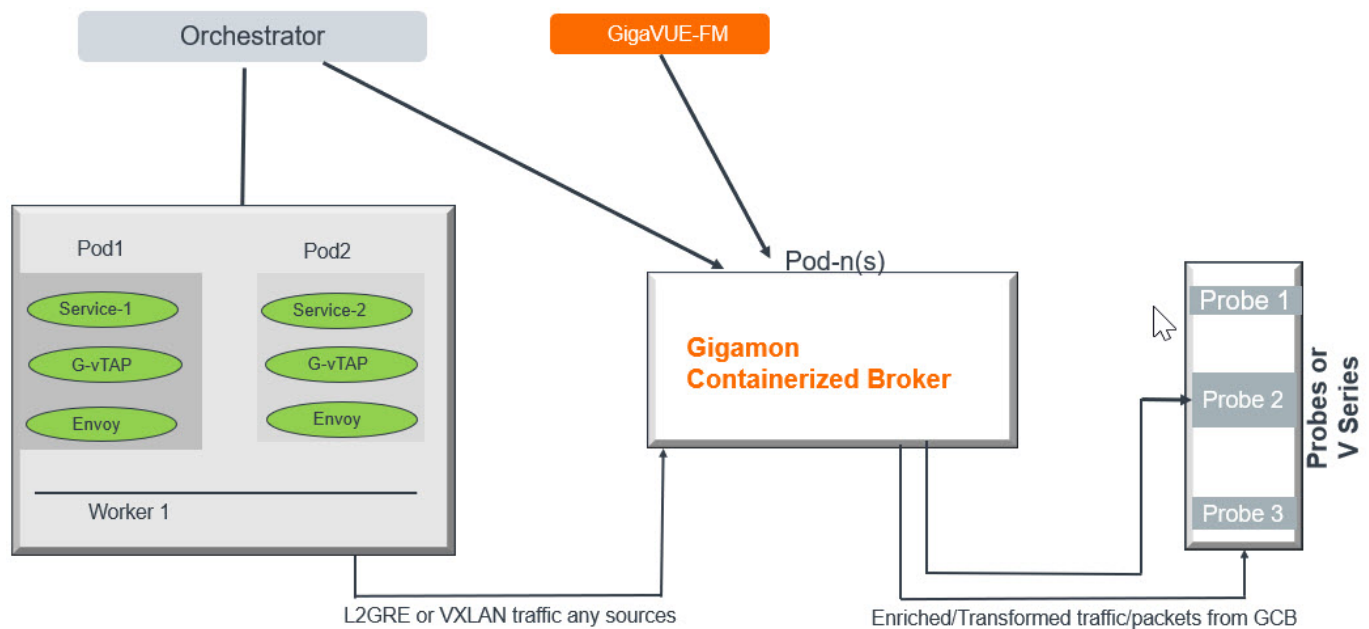 Orchestrator
GigaVUE-FM
Pod1
Pod2
Service-1
Service-2
G-vTAP
G-vTAP
Envoy
Envoy
Worker 1
Pod-n(s)
Gigamon
Containerized Broker
Probe 1
Probe 2
Probe 3
Probes or
V Series
L2GRE or VXLAN traffic any sources
Enriched/Transformed traffic/packets from GCB